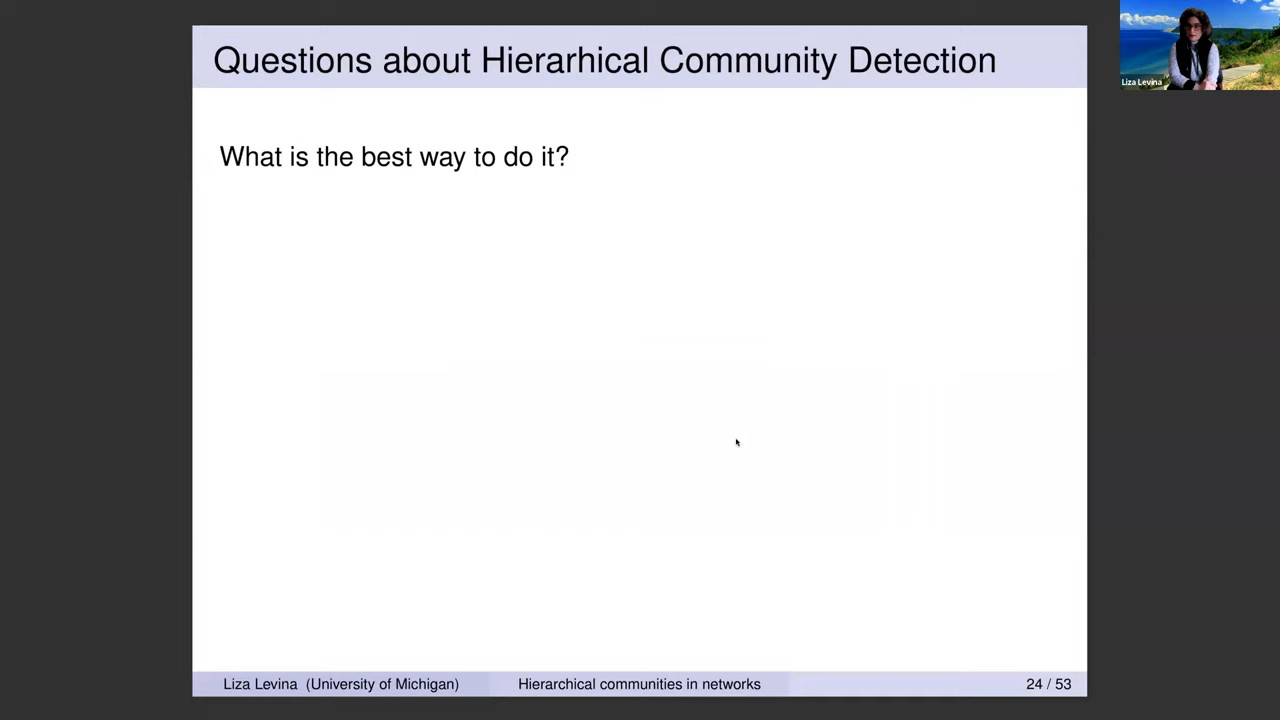 Questions about Hierarhical Community Detection
Liza Levina
What is the best way to do it?
Liza Levina (University of Michigan)
Hierarchical communities in networks
24 / 53